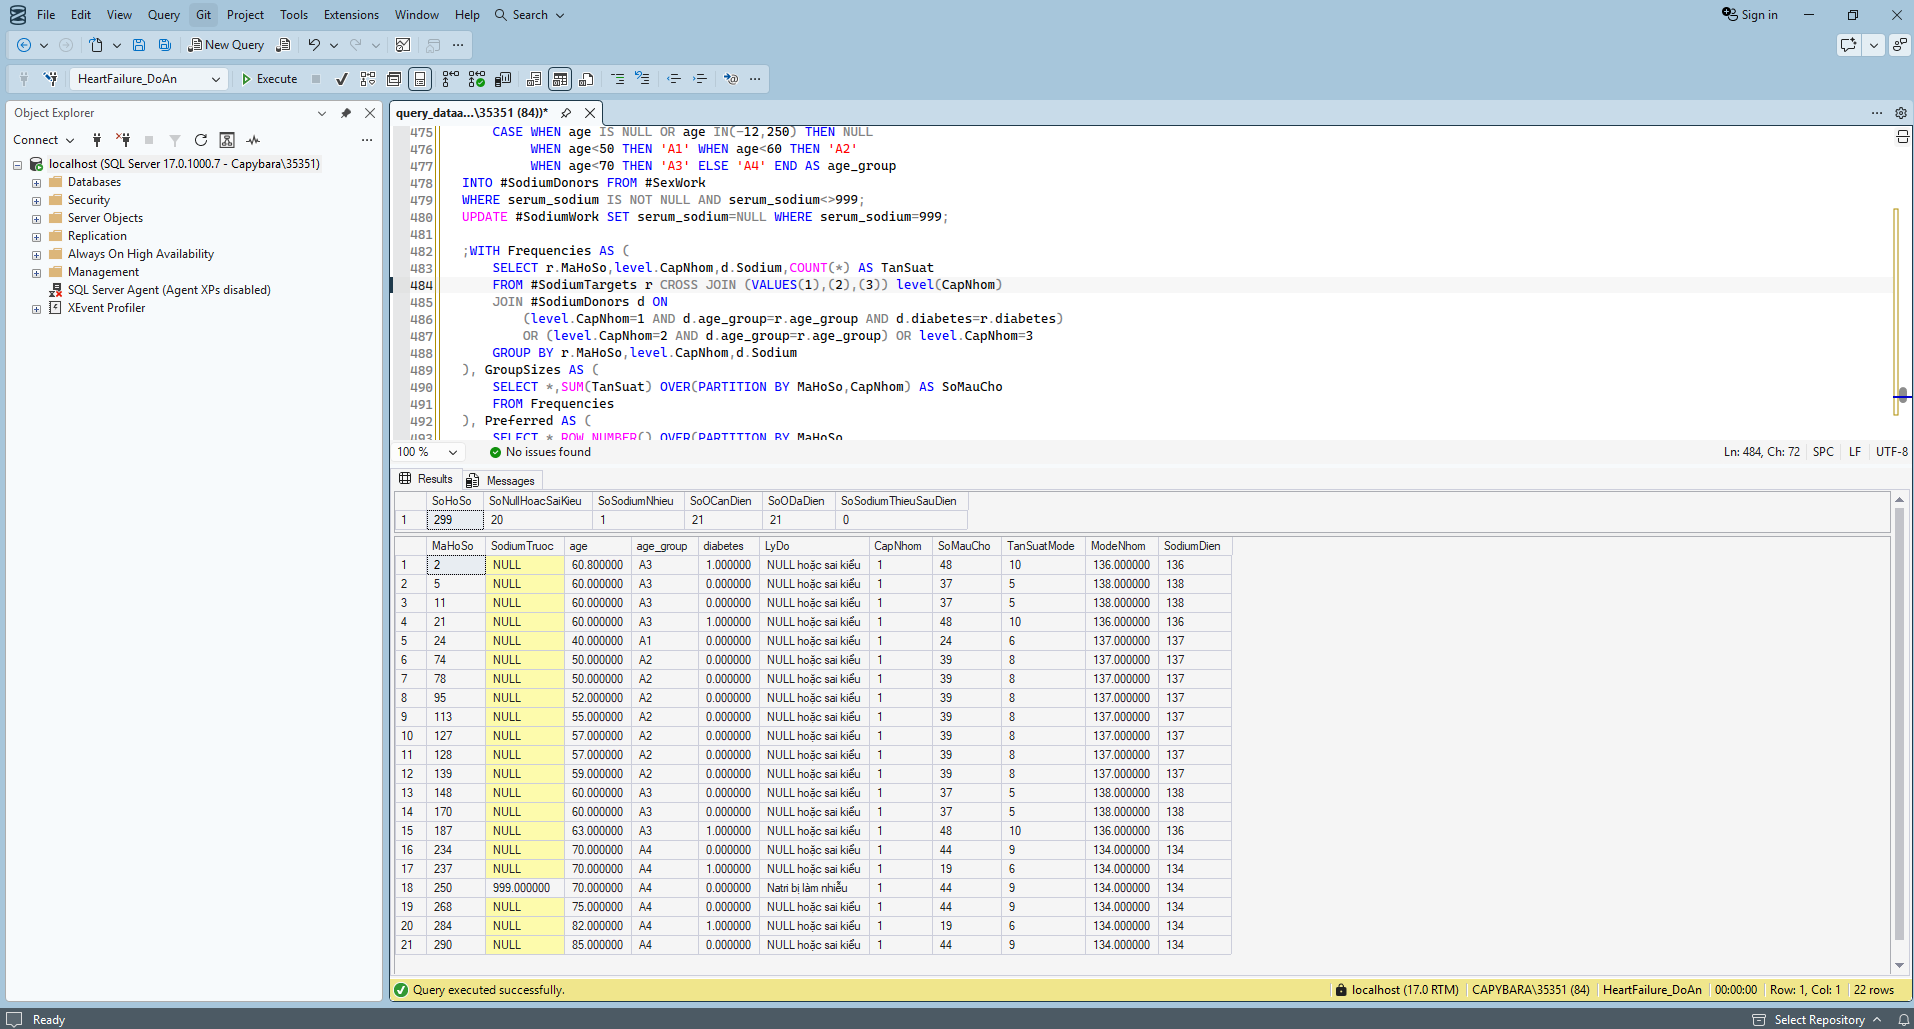 File Edit View Query Git Project Tools Extensions Window Help Search Sign in
New Query
HeartFailure_DoAn Execute
Object Explorer
Connect
localhost (SQL Server 17.0.1000.7 - Capybara\35351)
Databases
Security
Server Objects
Replication
Always On High Availability
Management
SQL Server Agent (Agent XPs disabled)
XEvent Profiler
query_dataa...\35351 (84))*
475 CASE WHEN age IS NULL OR age IN(-12,250) THEN NULL
476 WHEN age<50 THEN 'A1' WHEN age<60 THEN 'A2'
477 WHEN age<70 THEN 'A3' ELSE 'A4' END AS age_group
478 INTO #SodiumDonors FROM #SexWork
479 WHERE serum_sodium IS NOT NULL AND serum_sodium<>999;
480 UPDATE #SodiumWork SET serum_sodium=NULL WHERE serum_sodium=999;
481
482 ;WITH Frequencies AS (
483 SELECT r.MaHoSo,level.CapNhom,d.Sodium,COUNT(*) AS TanSuat
484 FROM #SodiumTargets r CROSS JOIN (VALUES(1),(2),(3)) level(CapNhom)
485 JOIN #SodiumDonors d ON
486 (level.CapNhom=1 AND d.age_group=r.age_group AND d.diabetes=r.diabetes)
487 OR (level.CapNhom=2 AND d.age_group=r.age_group) OR level.CapNhom=3
488 GROUP BY r.MaHoSo,level.CapNhom,d.Sodium
489 ), GroupSizes AS (
490 SELECT *,SUM(TanSuat) OVER(PARTITION BY MaHoSo,CapNhom) AS SoMauCho
491 FROM Frequencies
492 ), Preferred AS (
493 SELECT *,ROW_NUMBER() OVER(PARTITION BY MaHoSo
100 % No issues found Ln: 484, Ch: 72 SPC LF UTF-8
Results Messages
SoHoSo SoNullHoacSaiKieu SoSodiumNhieu SoOCanDien SoODaDien SoSodiumThieuSauDien
1 299 20 1 21 21 0
MaHoSo SodiumTruoc age age_group diabetes LyDo CapNhom SoMauCho TanSuatMode ModeNhom SodiumDien
1 2 NULL 60.800000 A3 1.000000 NULL hoặc sai kiểu 1 48 10 136.000000 136
2 5 NULL 60.000000 A3 0.000000 NULL hoặc sai kiểu 1 37 5 138.000000 138
3 11 NULL 60.000000 A3 0.000000 NULL hoặc sai kiểu 1 37 5 138.000000 138
4 21 NULL 60.000000 A3 1.000000 NULL hoặc sai kiểu 1 48 10 136.000000 136
5 24 NULL 40.000000 A1 0.000000 NULL hoặc sai kiểu 1 24 6 137.000000 137
6 74 NULL 50.000000 A2 0.000000 NULL hoặc sai kiểu 1 39 8 137.000000 137
7 78 NULL 50.000000 A2 0.000000 NULL hoặc sai kiểu 1 39 8 137.000000 137
8 95 NULL 52.000000 A2 0.000000 NULL hoặc sai kiểu 1 39 8 137.000000 137
9 113 NULL 55.000000 A2 0.000000 NULL hoặc sai kiểu 1 39 8 137.000000 137
10 127 NULL 57.000000 A2 0.000000 NULL hoặc sai kiểu 1 39 8 137.000000 137
11 128 NULL 57.000000 A2 0.000000 NULL hoặc sai kiểu 1 39 8 137.000000 137
12 139 NULL 59.000000 A2 0.000000 NULL hoặc sai kiểu 1 39 8 137.000000 137
13 148 NULL 60.000000 A3 0.000000 NULL hoặc sai kiểu 1 37 5 138.000000 138
14 170 NULL 60.000000 A3 0.000000 NULL hoặc sai kiểu 1 37 5 138.000000 138
15 187 NULL 63.000000 A3 1.000000 NULL hoặc sai kiểu 1 48 10 136.000000 136
16 234 NULL 70.000000 A4 0.000000 NULL hoặc sai kiểu 1 44 9 134.000000 134
17 237 NULL 70.000000 A4 1.000000 NULL hoặc sai kiểu 1 19 6 134.000000 134
18 250 999.000000 70.000000 A4 0.000000 Natri bị làm nhiễu 1 44 9 134.000000 134
19 268 NULL 75.000000 A4 0.000000 NULL hoặc sai kiểu 1 44 9 134.000000 134
20 284 NULL 82.000000 A4 1.000000 NULL hoặc sai kiểu 1 19 6 134.000000 134
21 290 NULL 85.000000 A4 0.000000 NULL hoặc sai kiểu 1 44 9 134.000000 134
Query executed successfully. localhost (17.0 RTM) CAPYBARA\35351 (84) HeartFailure_DoAn 00:00:00 Row: 1, Col: 1 22 rows
Ready Select Repository